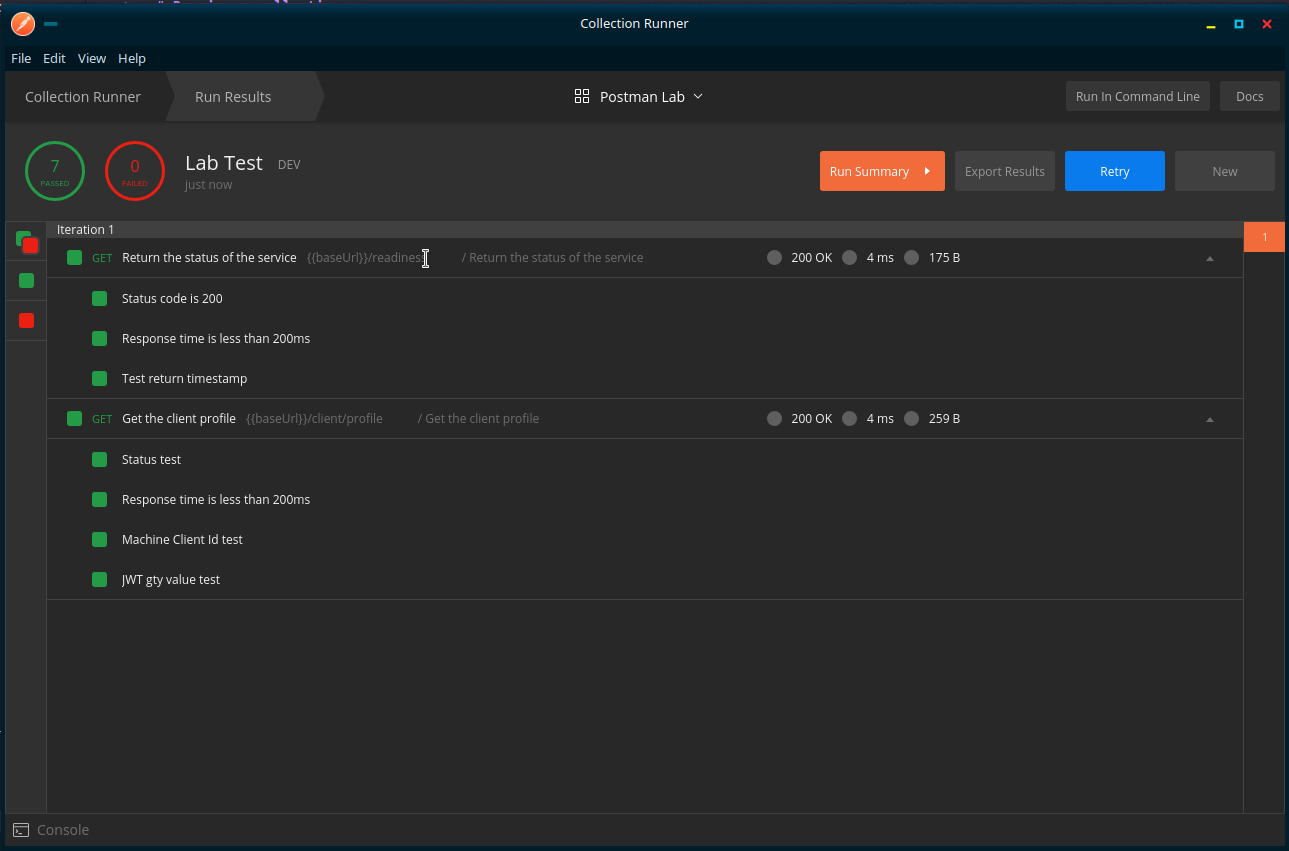 Collection Runner
File Edit View Help
Collection Runner Run Results Postman Lab Run In Command Line Docs
7 PASSED 0 FAILED Lab Test DEV
just now
Run Summary Export Results Retry New
Iteration 1
1
GET Return the status of the service {{baseUrl}}/readiness / Return the status of the service 200 OK 4 ms 175 B
Status code is 200
Response time is less than 200ms
Test return timestamp
GET Get the client profile {{baseUrl}}/client/profile / Get the client profile 200 OK 4 ms 259 B
Status test
Response time is less than 200ms
Machine Client Id test
JWT gty value test
Console